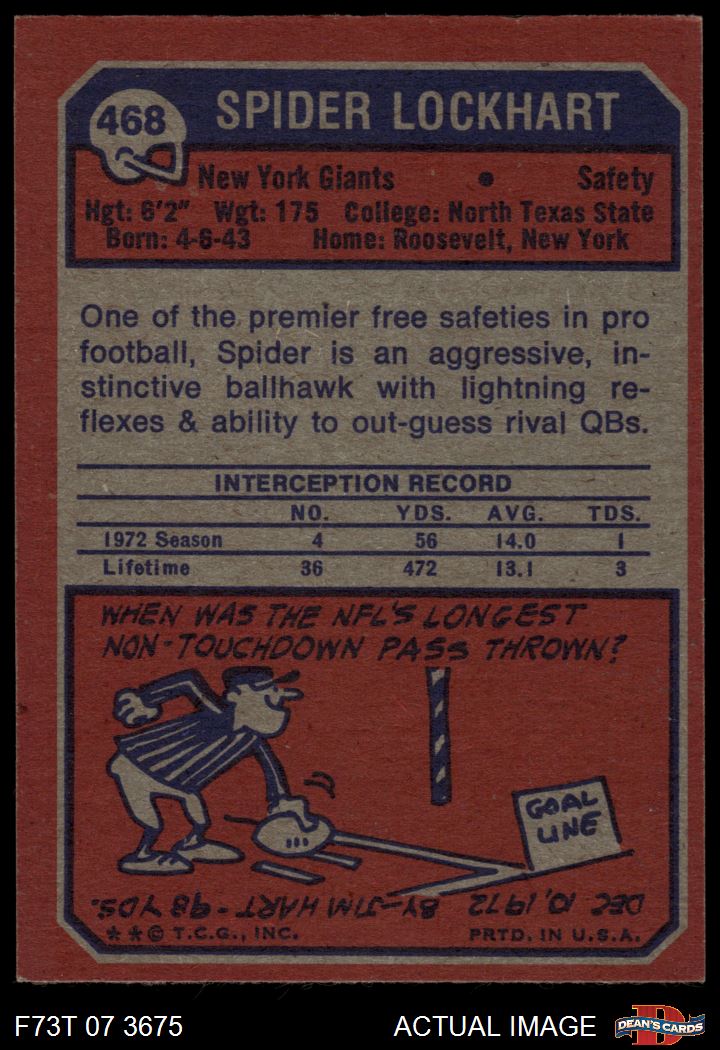 468
SPIDER LOCKHART
New York Giants • Safety
Hgt: 6'2" Wgt: 175 College: North Texas State
Born: 4-6-43 Home: Roosevelt, New York
One of the premier free safeties in pro
football, Spider is an aggressive, in-
stinctive ballhawk with lightning re-
flexes & ability to out-guess rival QBs.
INTERCEPTION RECORD
NO. YDS. AVG. TDS.
1972 Season 4 56 14.0 1
Lifetime 36 472 13.1 3
WHEN WAS THE NFL'S LONGEST
NON-TOUCHDOWN PASS THROWN?
GOAL
LINE
DEC 10, 1972 BY-JIM HART-98 YDS.
* * © T.C.G., INC. PRTD. IN U.S.A.
F73T 07 3675 ACTUAL IMAGE
D
DEAN'S CARDS